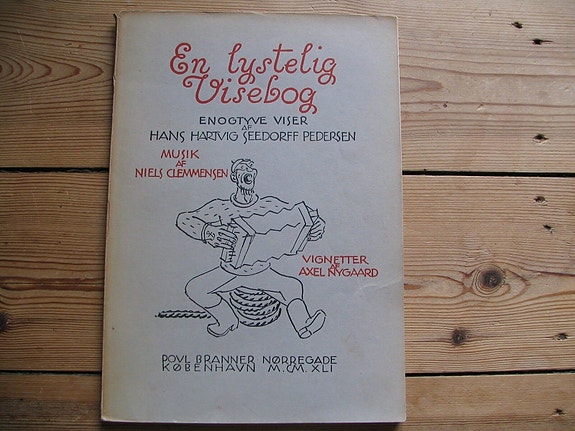 En lystelig
Visebog
ENOGTYVE VISER
AF
HANS HARTVIG SEEDORFF PEDERSEN
MUSIK
AF
NIELS CLEMMENSEN
VIGNETTER
AF
AXEL NYGAARD
POVL BRANNER NØRREGADE
KØBENHAVN M.CM.XLI